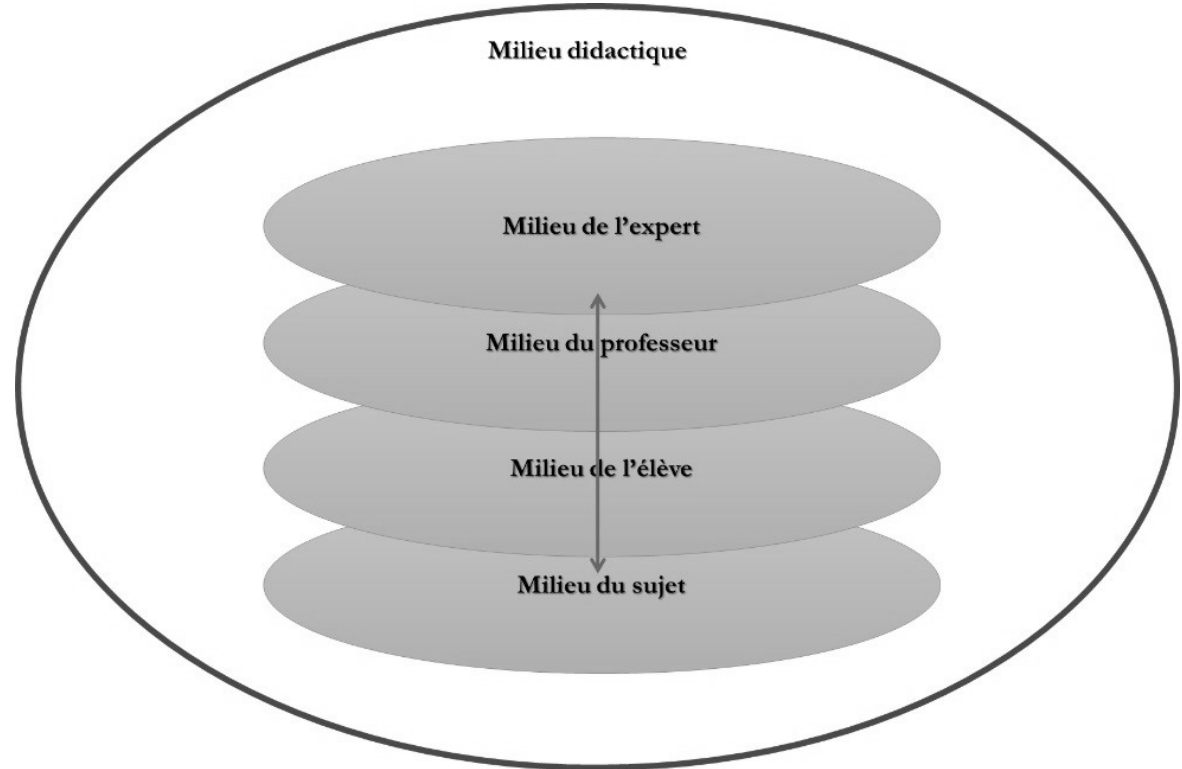 Milieu didactique
Milieu de l’expert
Milieu du professeur
Milieu de l’élève
Milieu du sujet